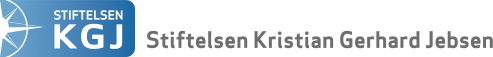 STIFTELSEN
KGJ
Stiftelsen Kristian Gerhard Jebsen